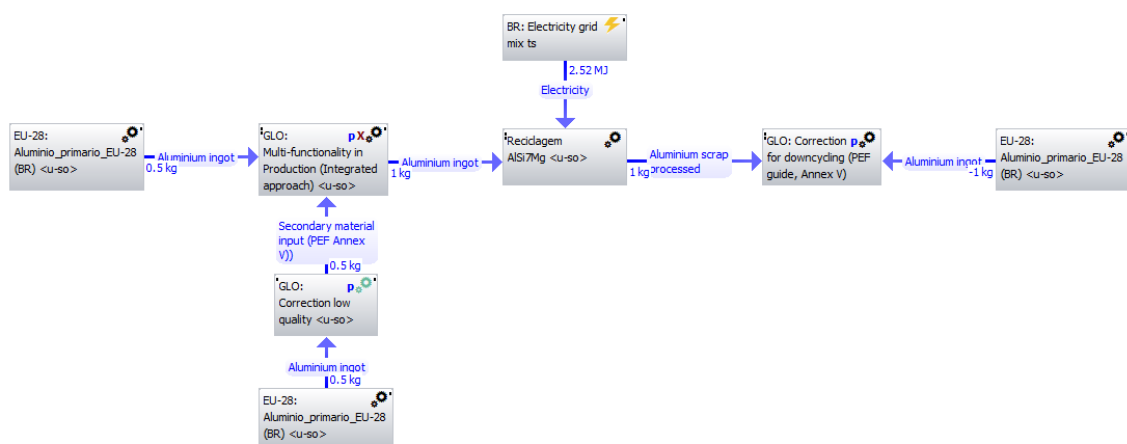 BR: Electricity grid
mix ts
2.52 MJ
Electricity
EU-28:
Aluminio_primario_EU-28
(BR) <u-so>
Aluminium ingot
0.5 kg
GLO: pX
Multi-functionality in
Production (Integrated
approach) <u-so>
Aluminium ingot
1 kg
Reciclagem
AlSi7Mg <u-so>
Aluminium scrap
processed
1 kg
GLO: Correction p
for downcycling (PEF
guide, Annex V)
Aluminium ingot
-1 kg
EU-28:
Aluminio_primario_EU-28
(BR) <u-so>
Secondary material
input (PEF Annex
V))
0.5 kg
GLO: p
Correction low
quality <u-so>
Aluminium ingot
0.5 kg
EU-28:
Aluminio_primario_EU-28
(BR) <u-so>